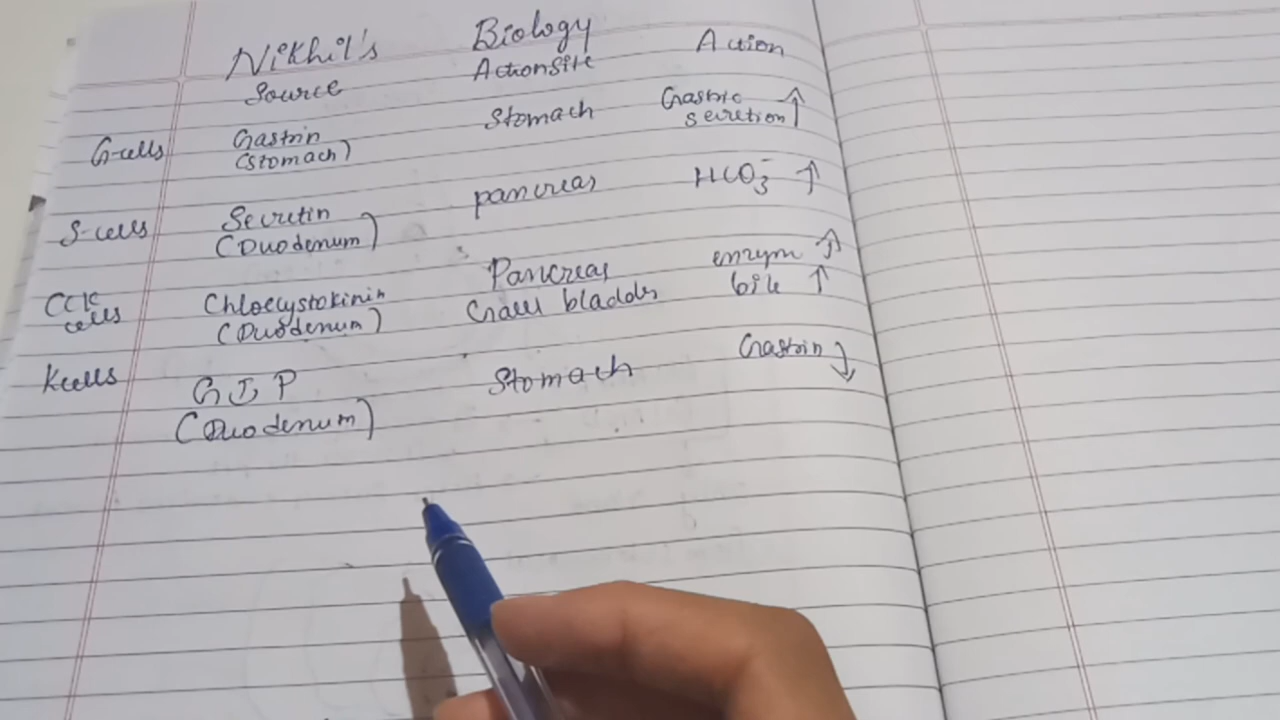 Nikhil's Biology
Source Actionsite Action
G-cells Gastrin Stomach Gastric ↑
(Stomach) secretion
S-cells Secretin pancreas HCO3- ↑
(Duodenum)
CCK Chloecystokinin Pancreas enzym ↑
cells (Duodenum) Gall bladder bile ↑
Kcells GIP Stomach Gastrin ↓
(Duodenum)